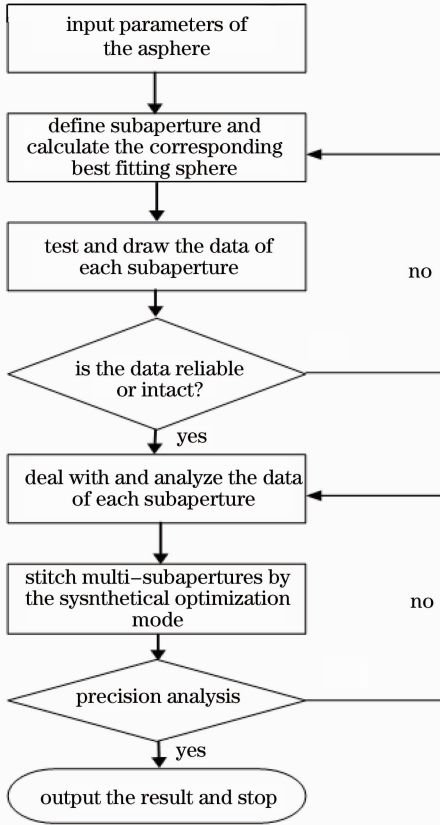 input parameters of
the asphere
define subaperture and
calculate the corresponding
best fitting sphere
test and draw the data of
each subaperture
no
is the data reliable
or intact?
yes
deal with and analyze the data
of each subaperture
stitch multi-subapertures by
the sysnthetical optimization
mode
no
precision analysis
yes
output the result and stop